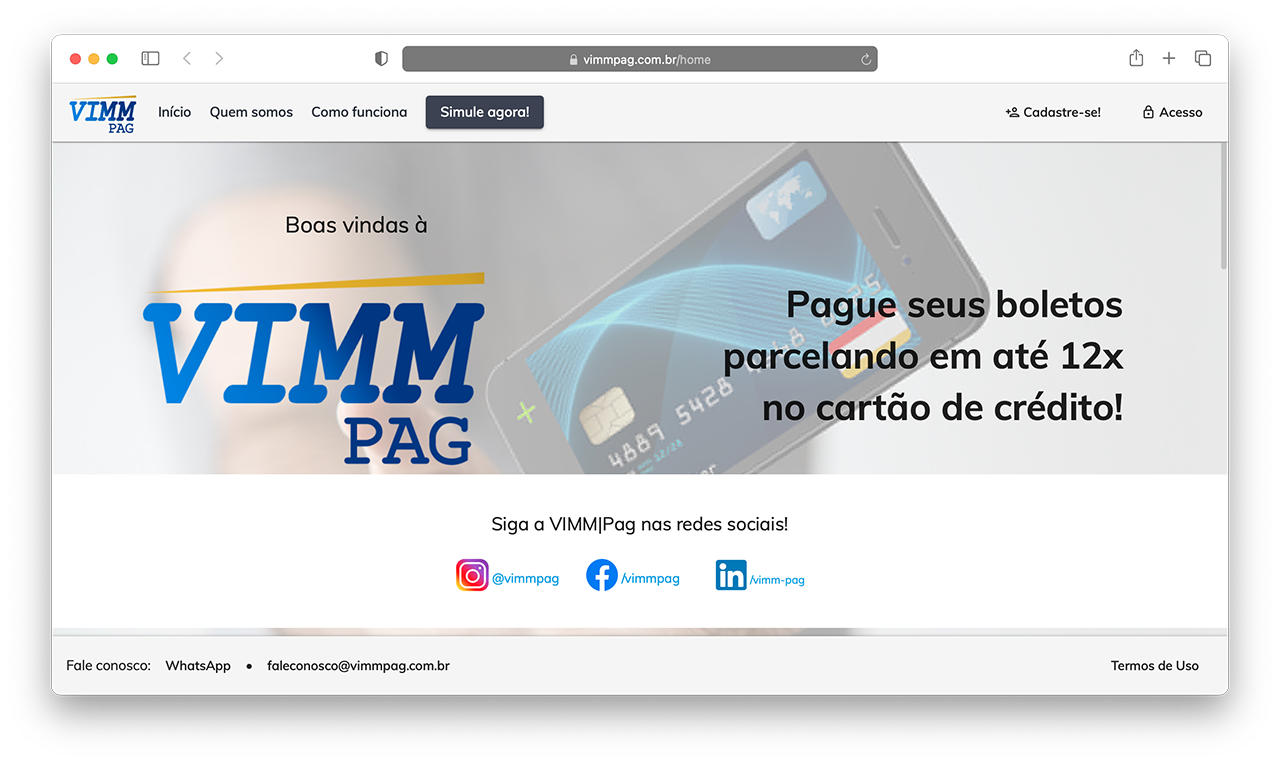 vimmpag.com.br/home
VIMM
PAG
Início
Quem somos
Como funciona
Simule agora!
Cadastre-se!
Acesso
Boas vindas à
VIMM
PAG
Pague seus boletos
parcelando em até 12x
no cartão de crédito!
4889 5428
Siga a VIMM|Pag nas redes sociais!
@vimmpag
/vimmpag
/vimm-pag
Fale conosco:
WhatsApp • faleconosco@vimmpag.com.br
Termos de Uso